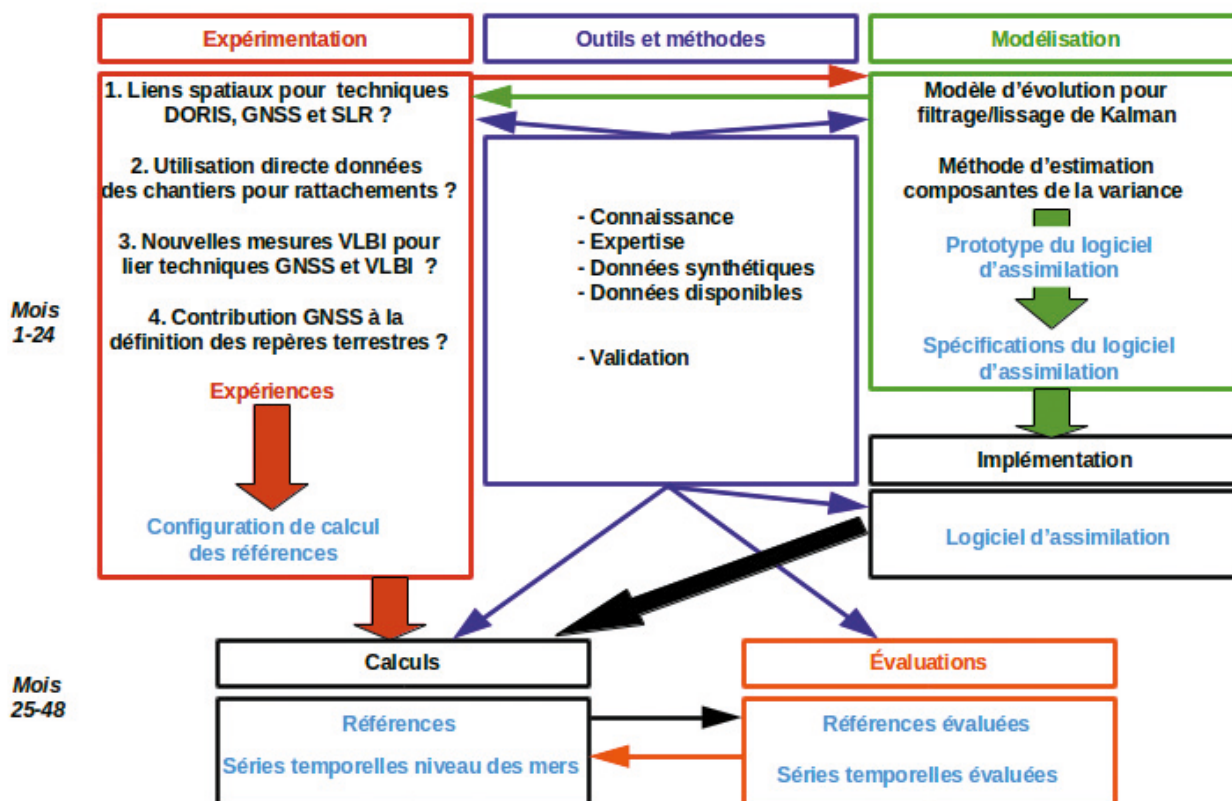 Expérimentation
Outils et méthodes
Modélisation
1. Liens spatiaux pour techniques
DORIS, GNSS et SLR ?
2. Utilisation directe données
des chantiers pour rattachements ?
3. Nouvelles mesures VLBI pour
lier techniques GNSS et VLBI ?
4. Contribution GNSS à la
définition des repères terrestres ?
Expériences
Configuration de calcul
des références
- Connaissance
- Expertise
- Données synthétiques
- Données disponibles
- Validation
Modèle d'évolution pour
filtrage/lissage de Kalman
Méthode d'estimation
composantes de la variance
Prototype du logiciel
d'assimilation
Spécifications du logiciel
d'assimilation
Implémentation
Logiciel d'assimilation
Mois
1-24
Mois
25-48
Calculs
Références
Séries temporelles niveau des mers
Évaluations
Références évaluées
Séries temporelles évaluées